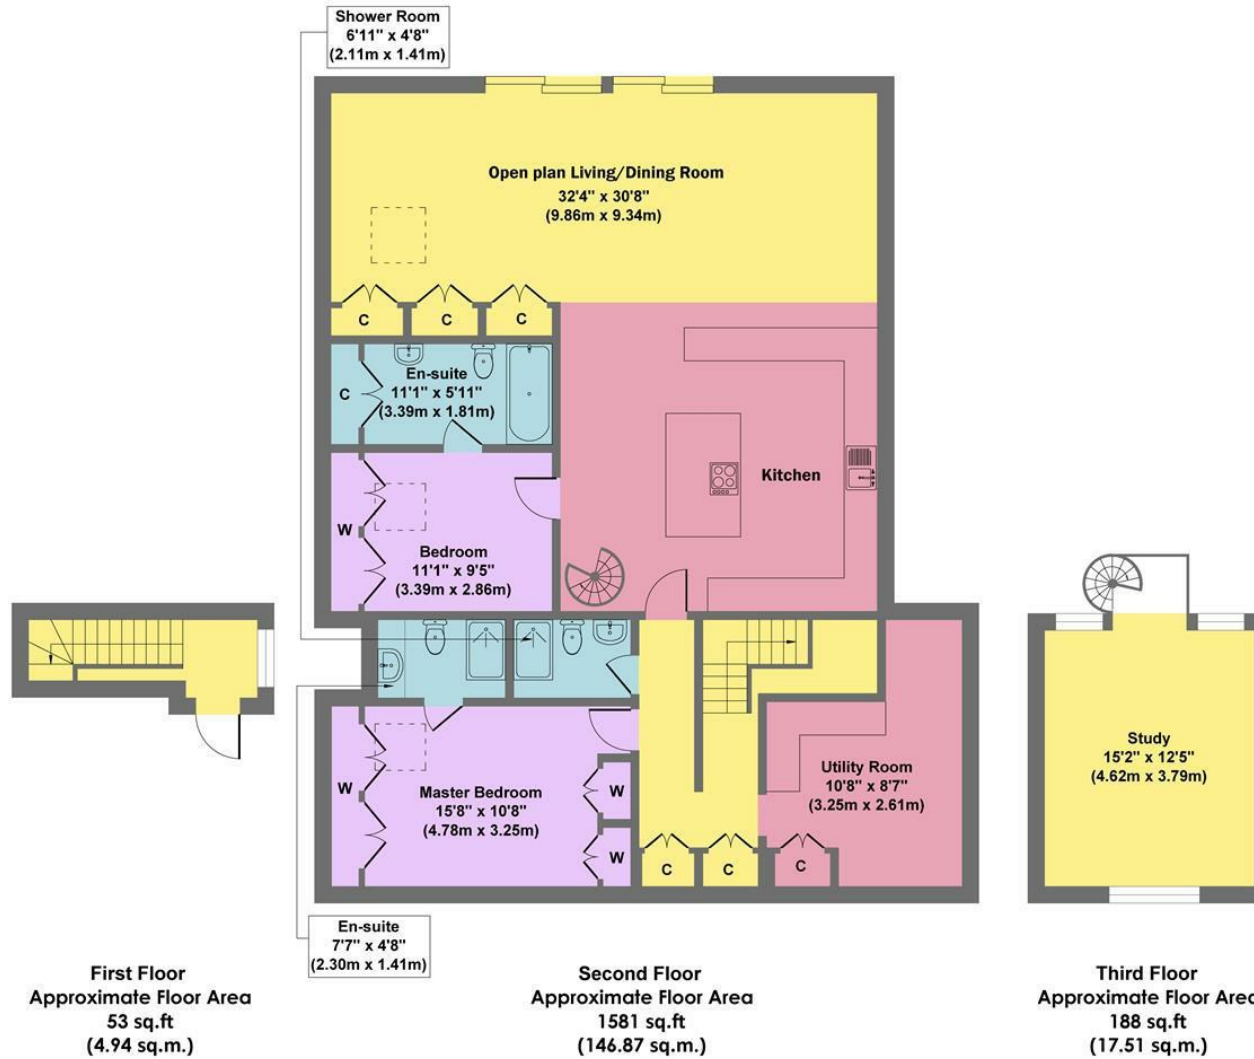 Shower Room
6'11" x 4'8"
(2.11m x 1.41m)
Open plan Living/Dining Room
32'4" x 30'8"
(9.86m x 9.34m)
C
C
C
C
En-suite
11'1" x 5'11"
(3.39m x 1.81m)
Kitchen
W
Bedroom
11'1" x 9'5"
(3.39m x 2.86m)
W
Master Bedroom
15'8" x 10'8"
(4.78m x 3.25m)
W
W
C
C
Utility Room
10'8" x 8'7"
(3.25m x 2.61m)
C
Study
15'2" x 12'5"
(4.62m x 3.79m)
En-suite
7'7" x 4'8"
(2.30m x 1.41m)
First Floor
Approximate Floor Area
53 sq.ft
(4.94 sq.m.)
Second Floor
Approximate Floor Area
1581 sq.ft
(146.87 sq.m.)
Third Floor
Approximate Floor Area
188 sq.ft
(17.51 sq.m.)